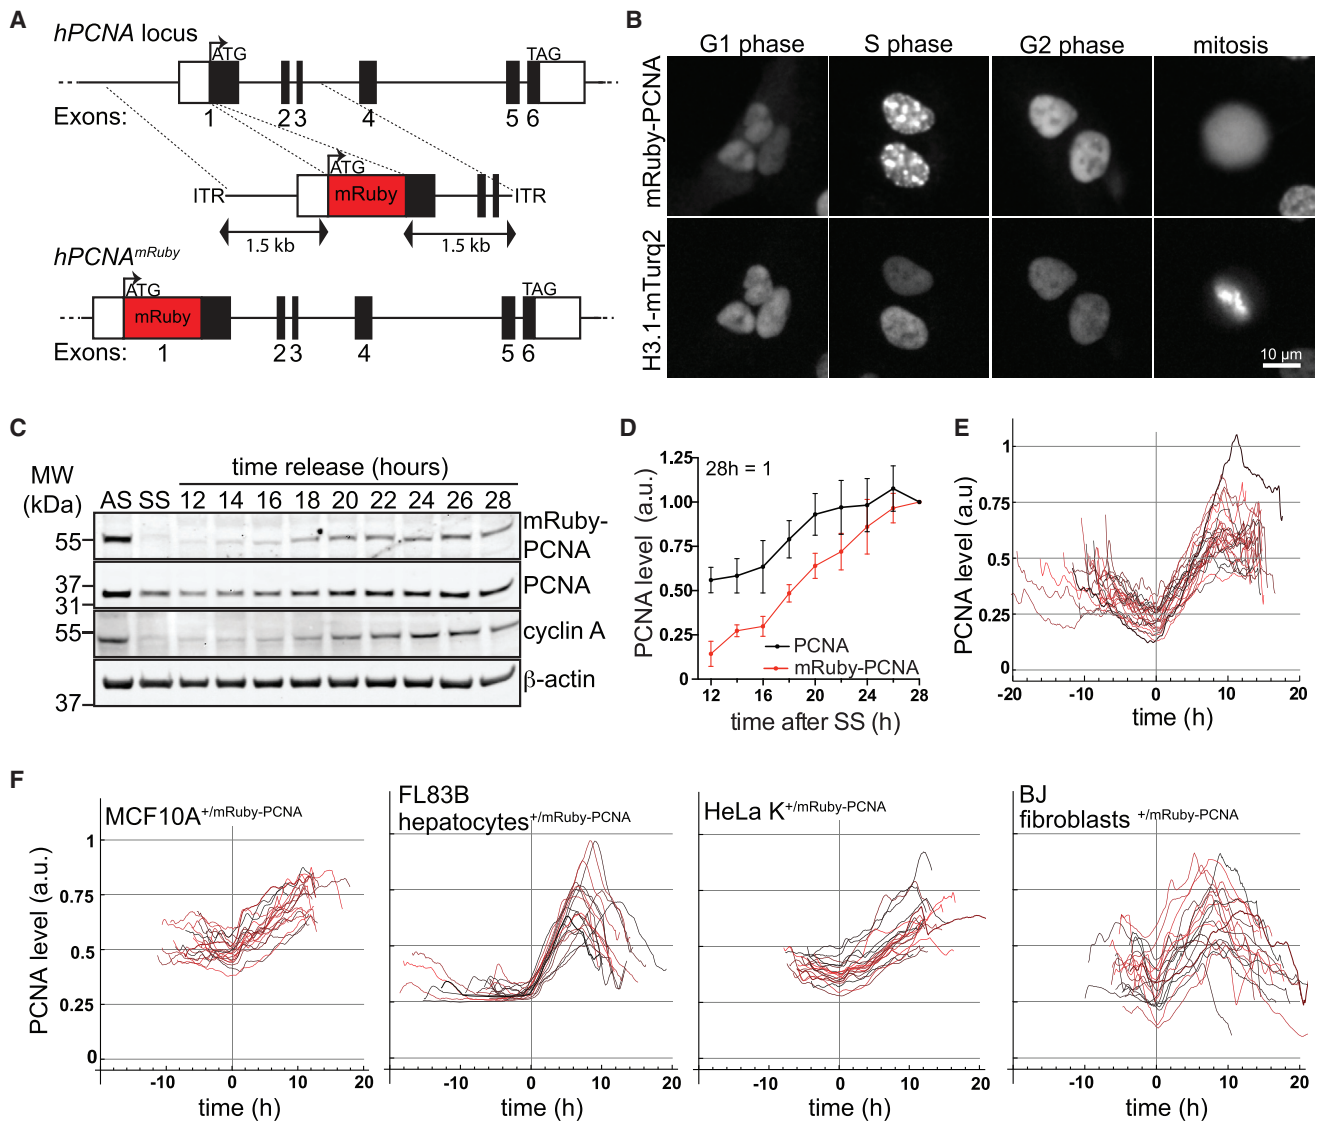 A
hPCNA locus
ATG
TAG
Exons: 1 2 3 4 5 6
ATG
ITR mRuby ITR
1.5 kb 1.5 kb
hPCNA^mRuby
ATG
TAG
mRuby
Exons: 1 2 3 4 5 6
B
G1 phase S phase G2 phase mitosis
mRuby-PCNA
H3.1-mTurq2
10 µm
C
MW
(kDa)
time release (hours)
AS SS 12 14 16 18 20 22 24 26 28
55
mRuby-
PCNA
37
31
PCNA
55
cyclin A
β-actin
37
D
28h = 1
PCNA level (a.u.)
1.25
1.00
0.75
0.50
0.25
0
PCNA
mRuby-PCNA
12 16 20 24 28
time after SS (h)
E
PCNA level (a.u.)
1
0.75
0.5
0.25
0
-20 -10 0 10 20
time (h)
F
MCF10A+/mRuby-PCNA
PCNA level (a.u.)
1
0.75
0.5
0.25
0
-10 0 10 20
time (h)
FL83B
hepatocytes+/mRuby-PCNA
-10 0 10 20
time (h)
HeLa K+/mRuby-PCNA
-10 0 10 20
time (h)
BJ
fibroblasts +/mRuby-PCNA
-10 0 10 20
time (h)